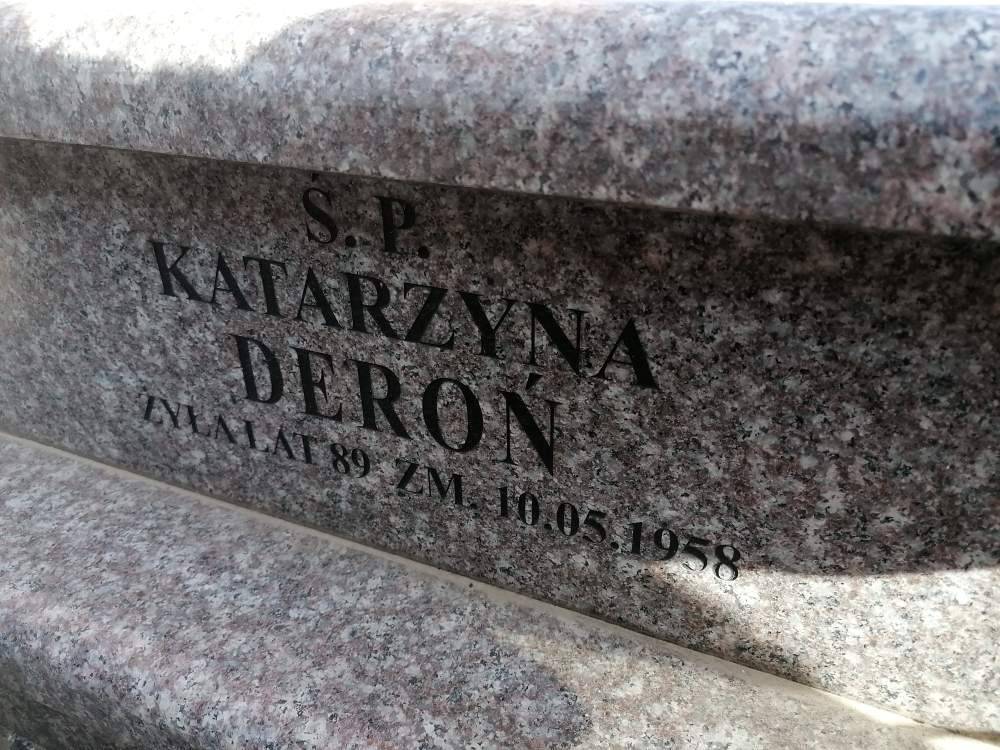 Ś. P.
KATARZYNA
DEROŃ
ŻYŁA LAT 89 ZM. 10.05.1958